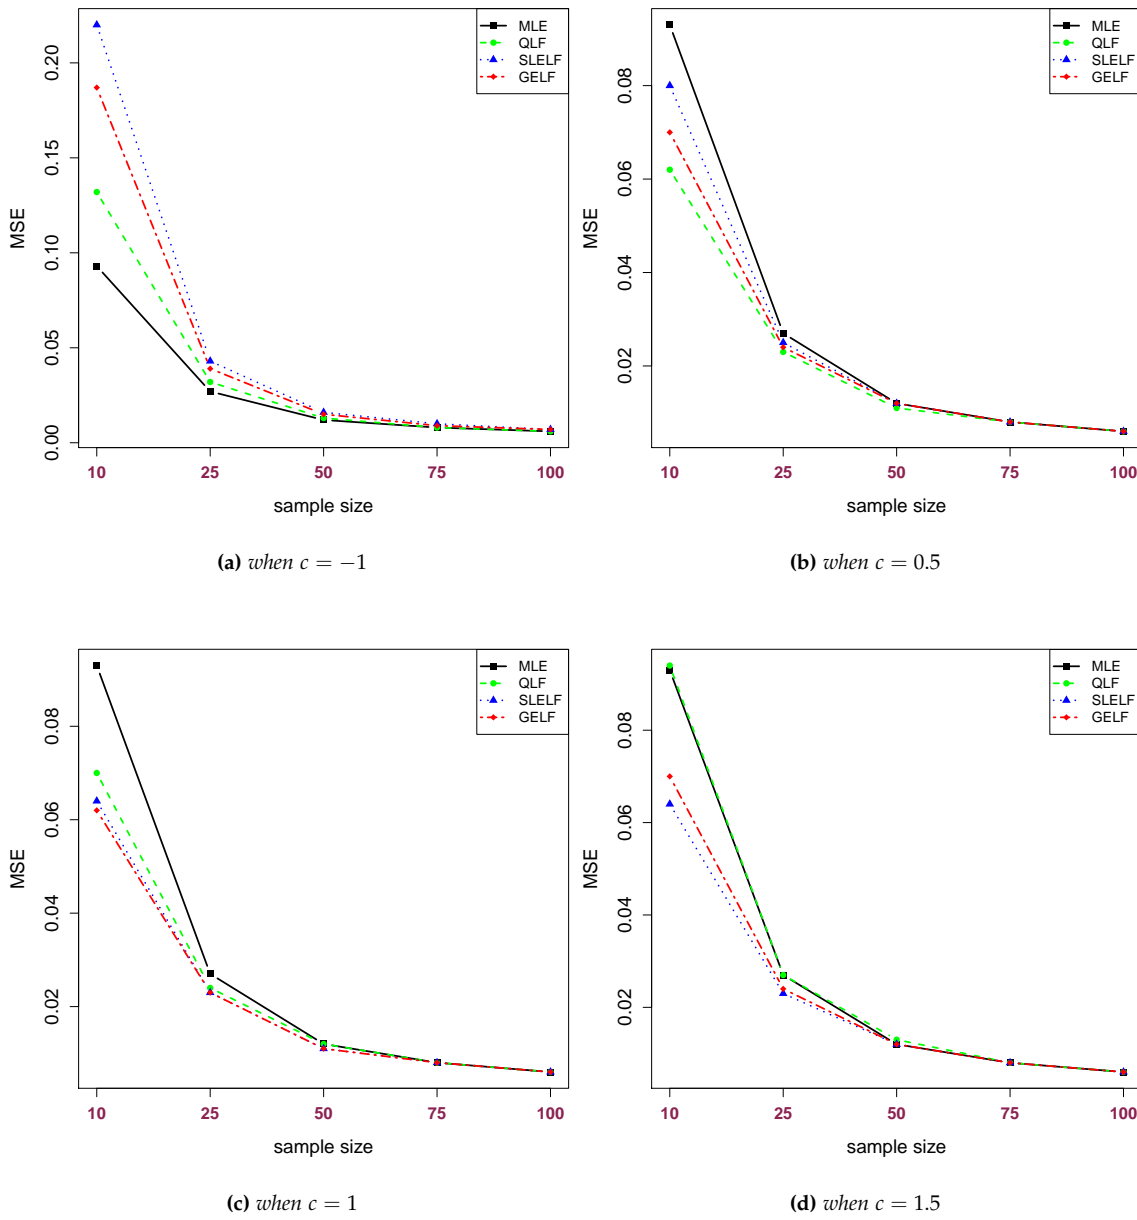 MLE
QLF
SLELF
GELF
0.20
0.15
0.10
0.05
0.00
MSE
10 25 50 75 100
sample size
(a) when c = −1
MLE
QLF
SLELF
GELF
0.08
0.06
0.04
0.02
MSE
10 25 50 75 100
sample size
(b) when c = 0.5
MLE
QLF
SLELF
GELF
0.08
0.06
0.04
0.02
MSE
10 25 50 75 100
sample size
(c) when c = 1
MLE
QLF
SLELF
GELF
0.08
0.06
0.04
0.02
MSE
10 25 50 75 100
sample size
(d) when c = 1.5